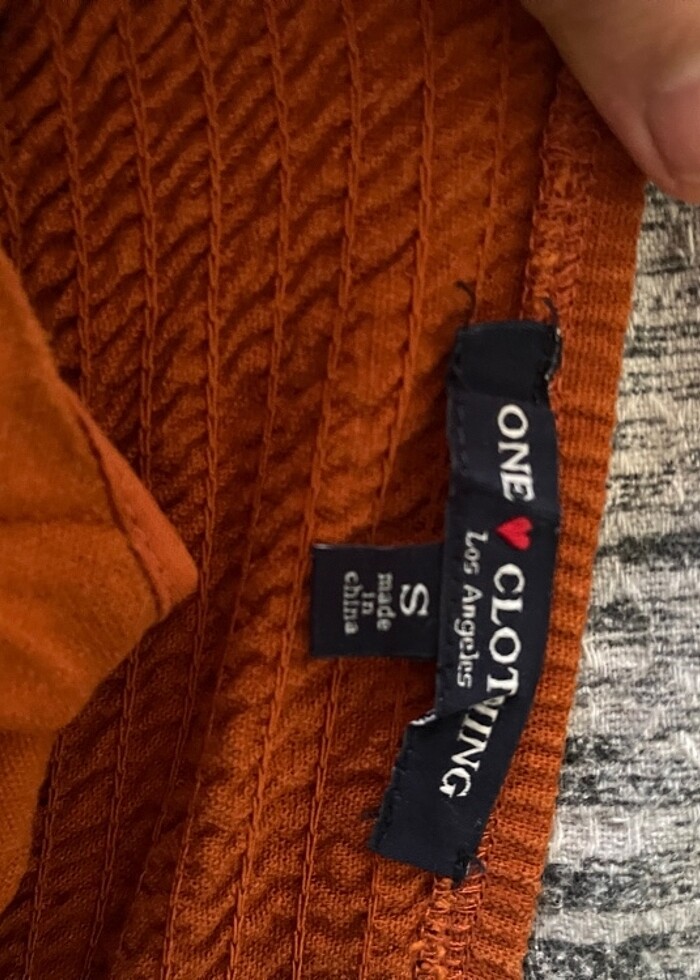 ONE CLOTHING
Los Angeles
S
made
in
china